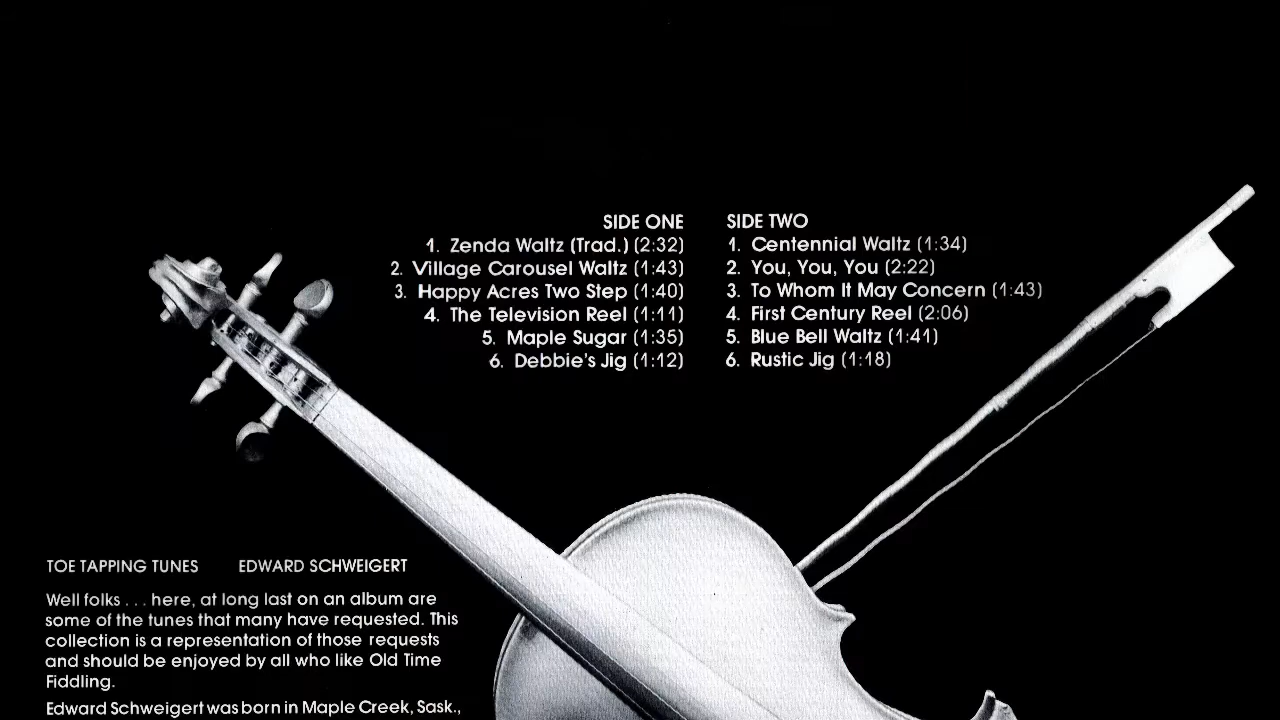 SIDE ONE
1. Zenda Waltz (Trad.) (2:32)
2. Village Carousel Waltz (1:43)
3. Happy Acres Two Step (1:40)
4. The Television Reel (1:11)
5. Maple Sugar (1:35)
6. Debbie's Jig (1:12)
SIDE TWO
1. Centennial Waltz (1:34)
2. You, You, You (2:22)
3. To Whom It May Concern (1:43)
4. First Century Reel (2:06)
5. Blue Bell Waltz (1:41)
6. Rustic Jig (1:18)
TOE TAPPING TUNES EDWARD SCHWEIGERT
Well folks . . . here, at long last on an album are
some of the tunes that many have requested. This
collection is a representation of those requests
and should be enjoyed by all who like Old Time
Fiddling.
Edward Schweigert was born in Maple Creek, Sask.,